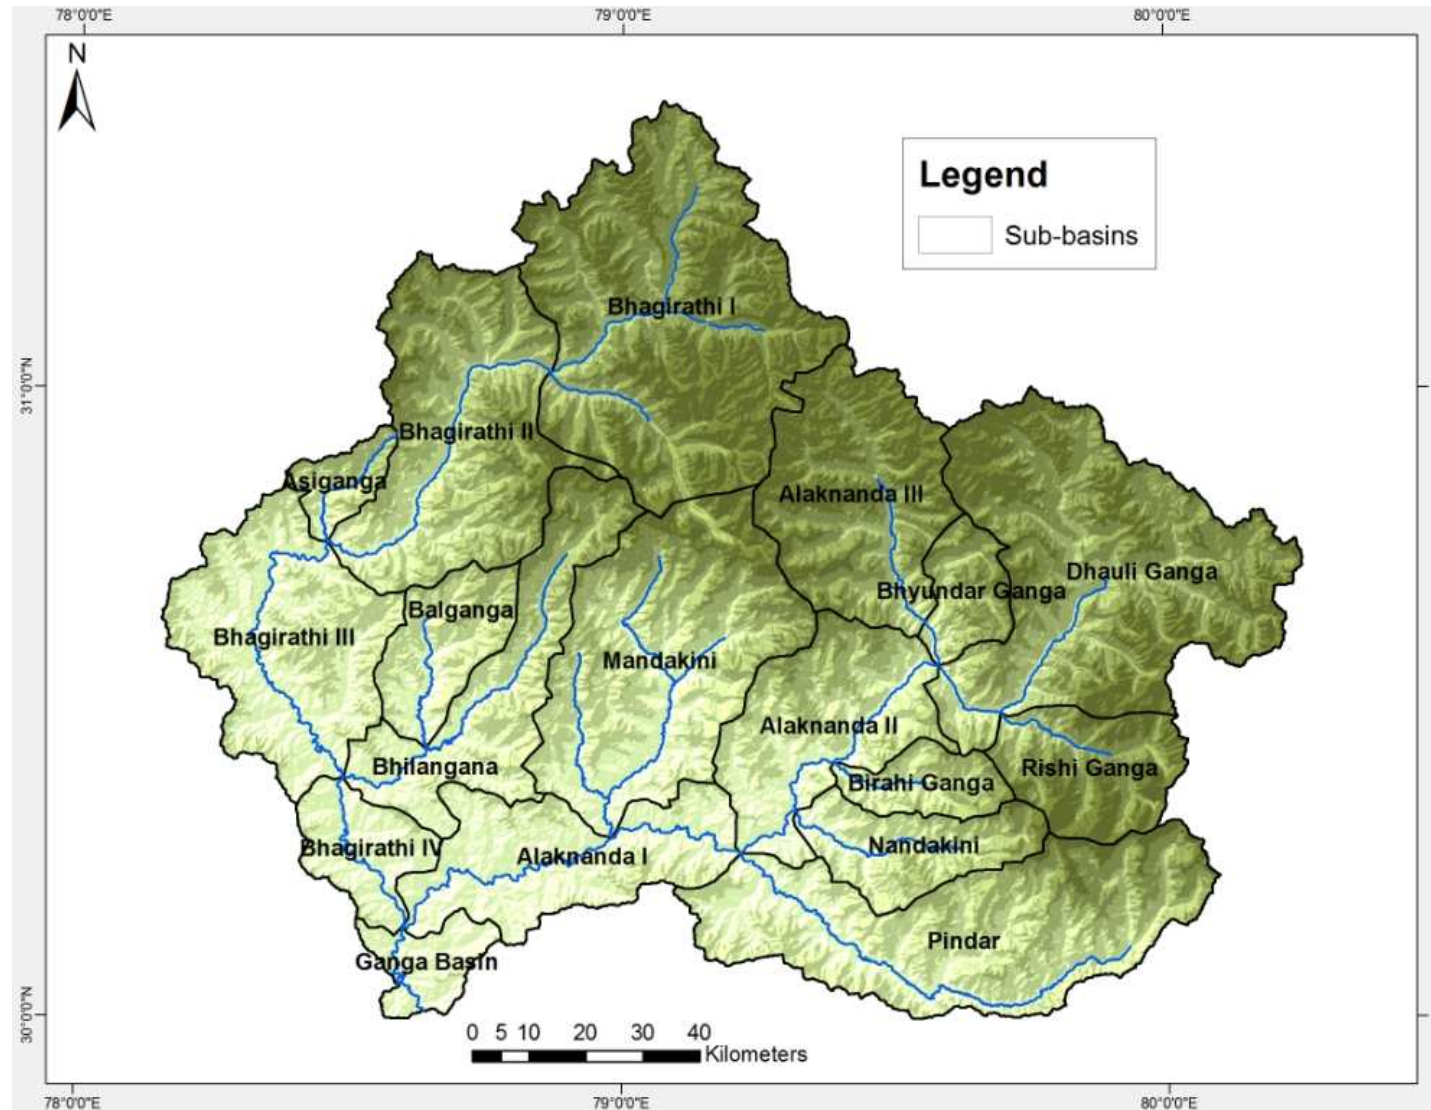 78°0'0"E
79°0'0"E
80°0'0"E
N
Legend
Sub-basins
Bhagirathi I
31°0'0"N
Bhagirathi II
Asiganga
Alaknanda III
Dhauli Ganga
Bhyundar Ganga
Balganga
Bhagirathi III
Mandakini
Alaknanda II
Bhilangana
Rishi Ganga
Birahi Ganga
Bhagirathi IV
Alaknanda I
Nandakini
Pindar
Ganga Basin
30°0'0"N
0 5 10 20 30 40
Kilometers
78°0'0"E
79°0'0"E
80°0'0"E